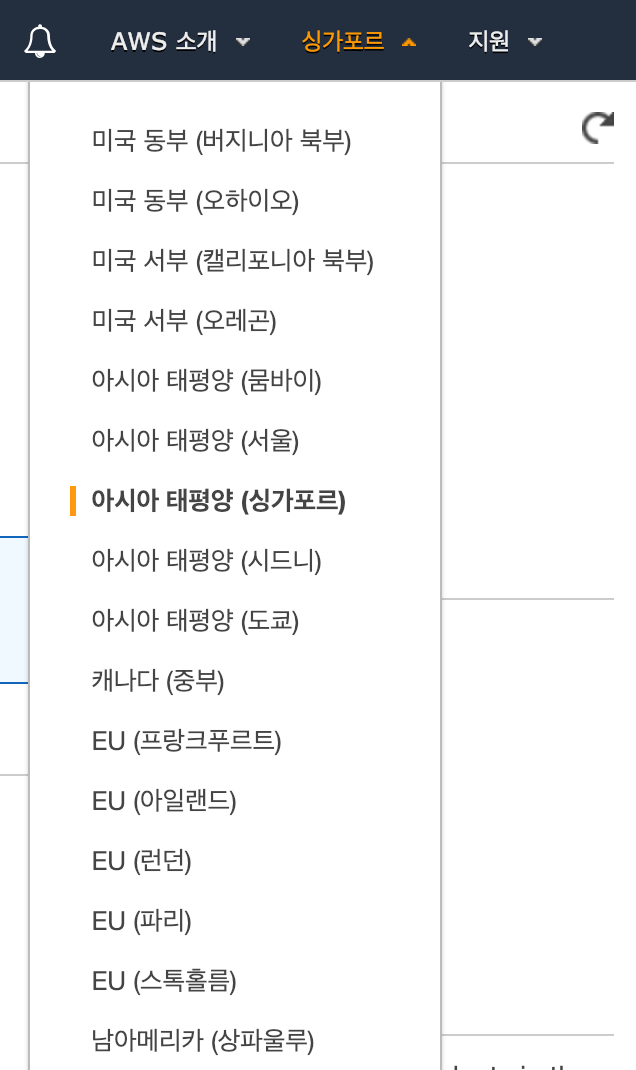 AWS 소개 싱가포르 지원
미국 동부 (버지니아 북부)
미국 동부 (오하이오)
미국 서부 (캘리포니아 북부)
미국 서부 (오레곤)
아시아 태평양 (뭄바이)
아시아 태평양 (서울)
아시아 태평양 (싱가포르)
아시아 태평양 (시드니)
아시아 태평양 (도쿄)
캐나다 (중부)
EU (프랑크푸르트)
EU (아일랜드)
EU (런던)
EU (파리)
EU (스톡홀름)
남아메리카 (상파울루)